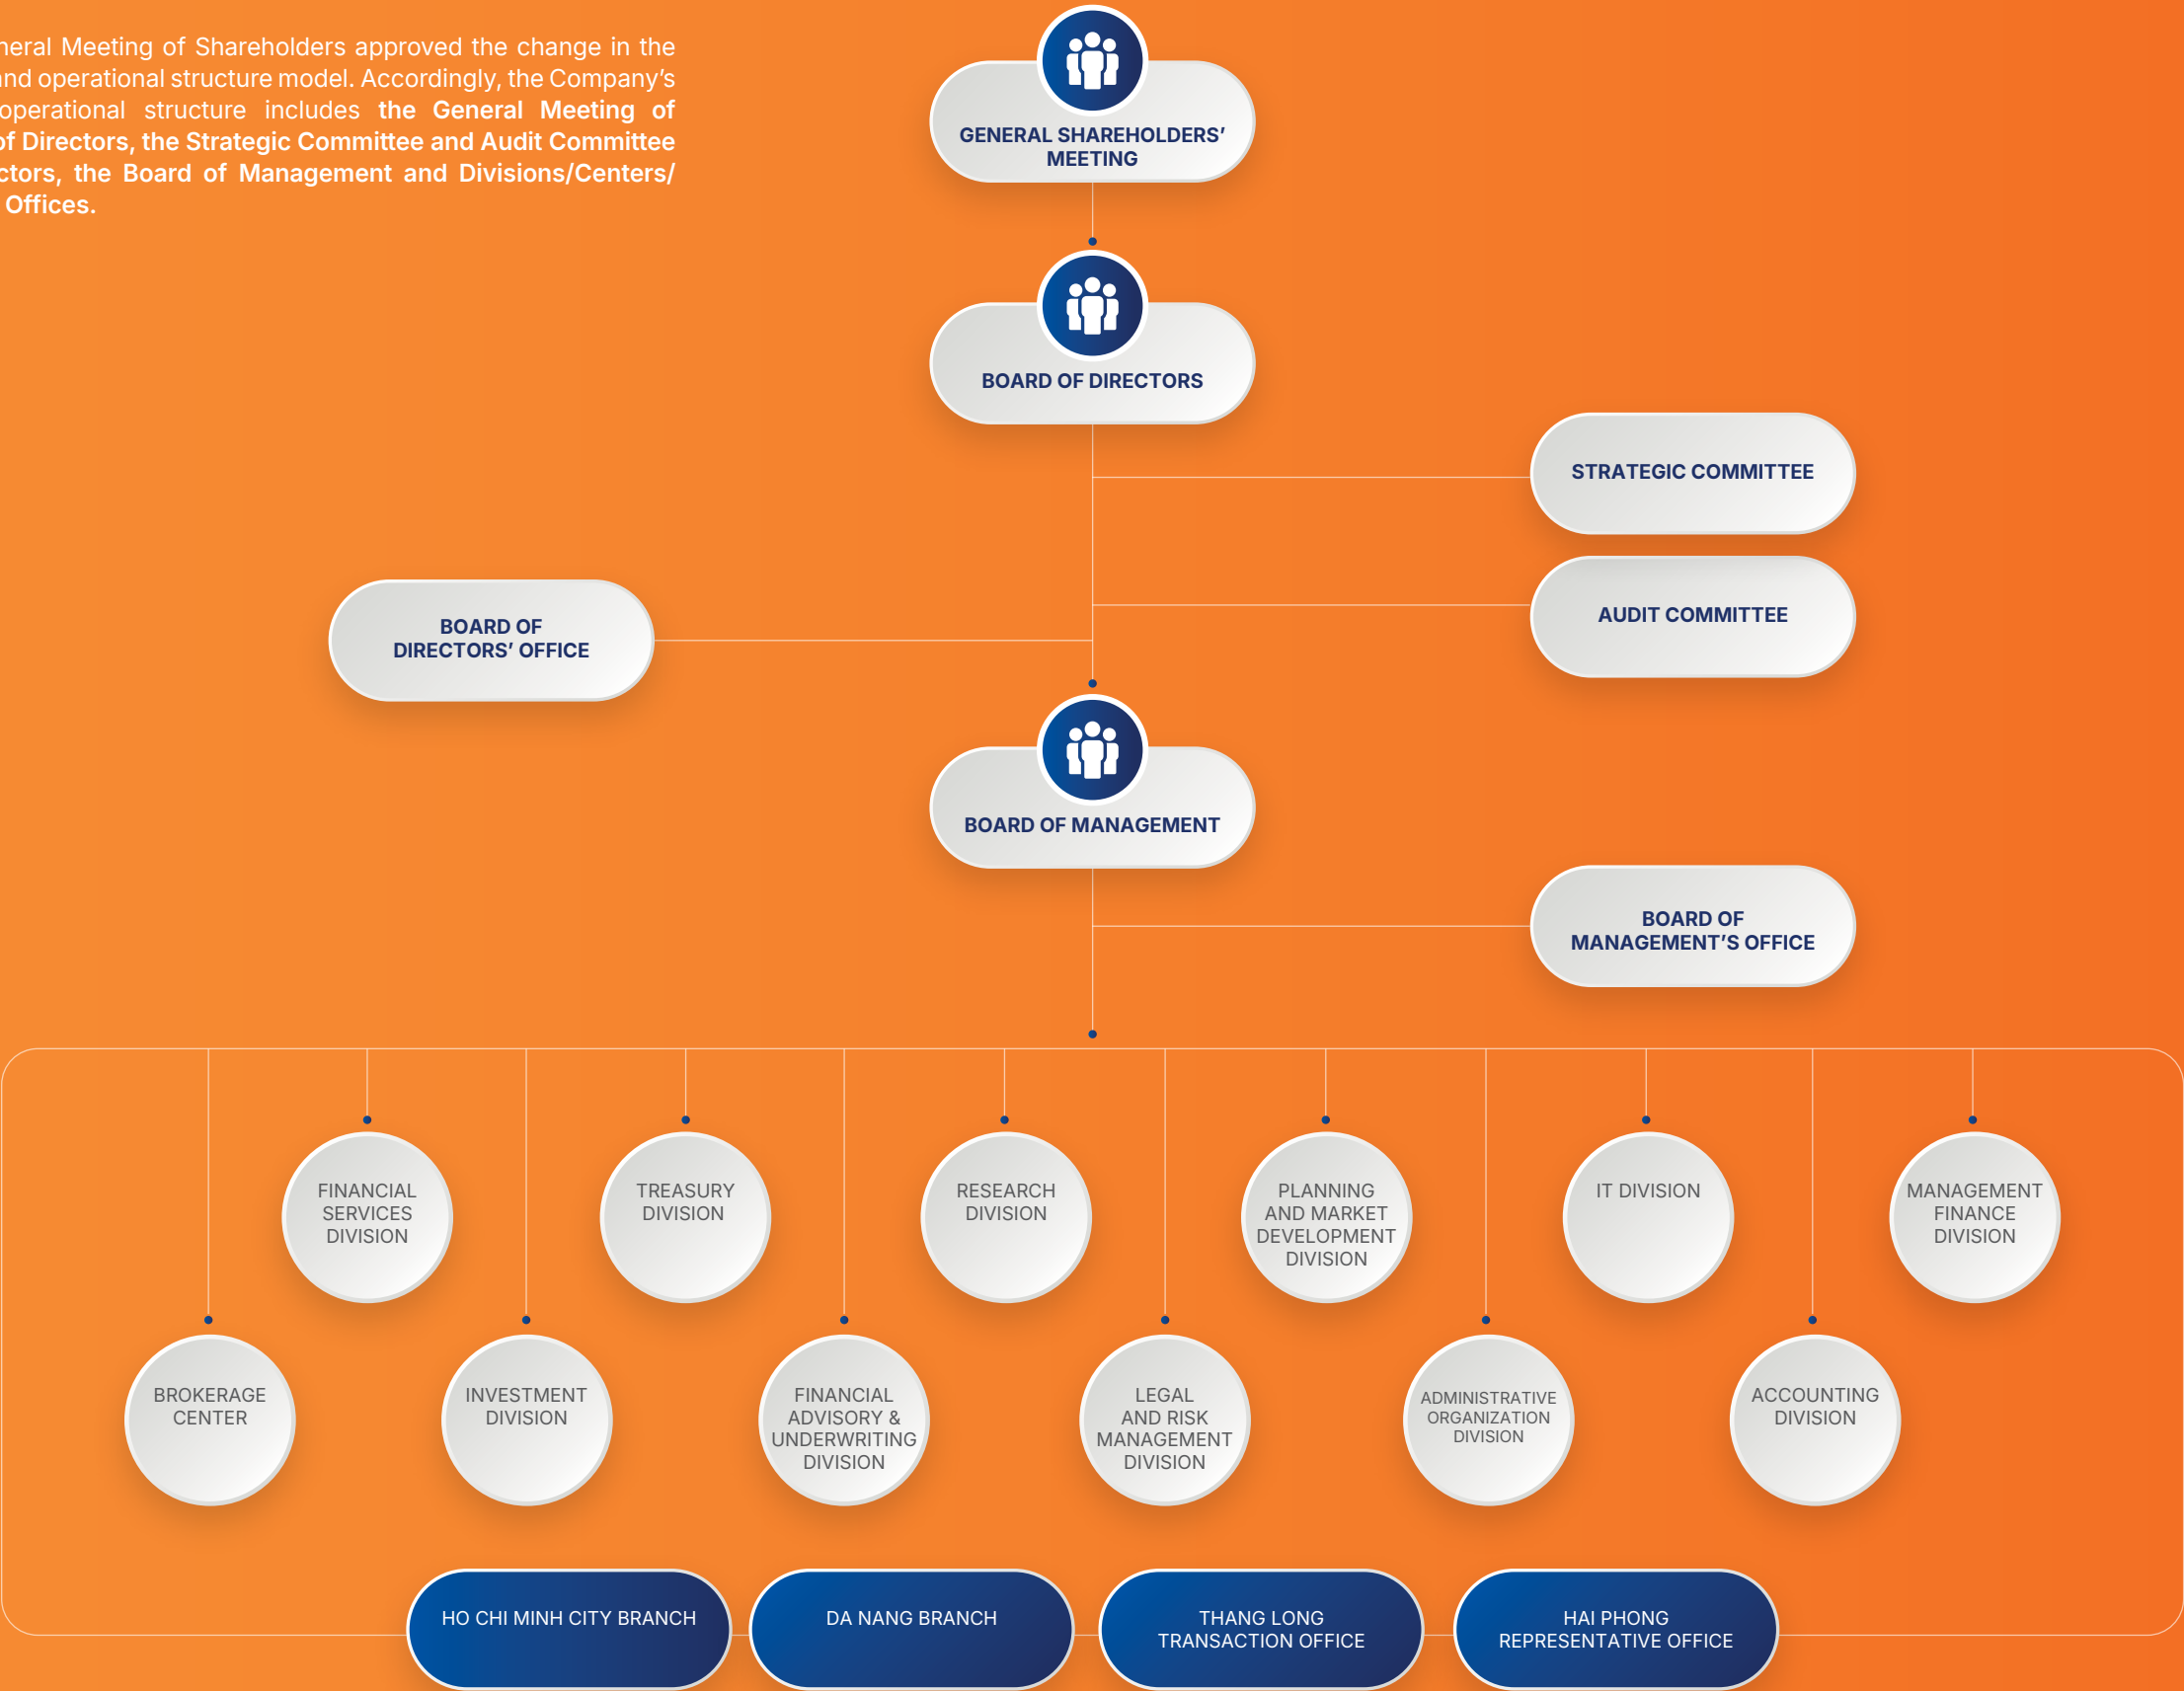 General Meeting of Shareholders approved the change in the
and operational structure model. Accordingly, the Company’s
operational structure includes the General Meeting of
of Directors, the Strategic Committee and Audit Committee
the Board of Management and Divisions/Centers/
Offices.
GENERAL SHAREHOLDERS’
MEETING
BOARD OF DIRECTORS
STRATEGIC COMMITTEE
AUDIT COMMITTEE
BOARD OF
DIRECTORS’ OFFICE
BOARD OF MANAGEMENT
BOARD OF
MANAGEMENT’S OFFICE
FINANCIAL
SERVICES
DIVISION
TREASURY
DIVISION
RESEARCH
DIVISION
PLANNING
AND MARKET
DEVELOPMENT
DIVISION
IT DIVISION
MANAGEMENT
FINANCE
DIVISION
BROKERAGE
CENTER
INVESTMENT
DIVISION
FINANCIAL
ADVISORY &
UNDERWRITING
DIVISION
LEGAL
AND RISK
MANAGEMENT
DIVISION
ADMINISTRATIVE
ORGANIZATION
DIVISION
ACCOUNTING
DIVISION
HO CHI MINH CITY BRANCH
DA NANG BRANCH
THANG LONG
TRANSACTION OFFICE
HAI PHONG
REPRESENTATIVE OFFICE